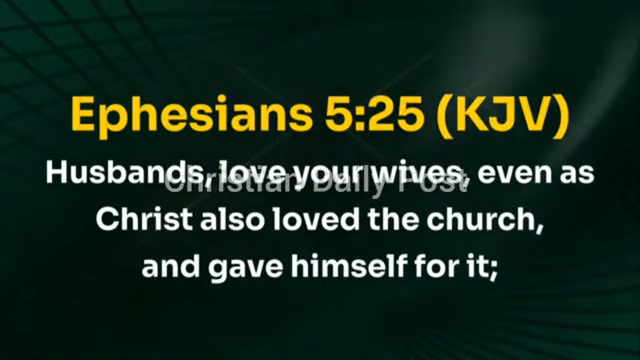 Ephesians 5:25 (KJV)
Husbands, love your wives, even as
Christian Daily Post
Christ also loved the church,
and gave himself for it;